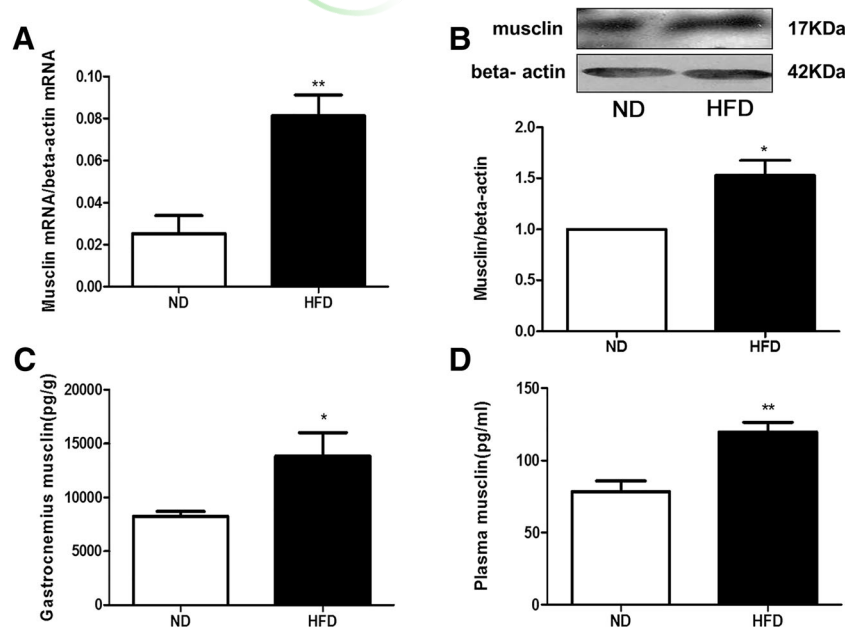 A
Musclin mRNA/beta-actin mRNA
0.10
0.08
0.06
0.04
0.02
0.00
**
ND HFD
B
musclin 17KDa
beta- actin 42KDa
ND HFD
Musclin/beta-actin
2.0
1.5
1.0
0.5
0.0
*
ND HFD
C
Gastrocnemius musclin(pg/g)
20000
15000
10000
5000
0
*
ND HFD
D
Plasma musclin(pg/ml)
150
100
50
0
**
ND HFD